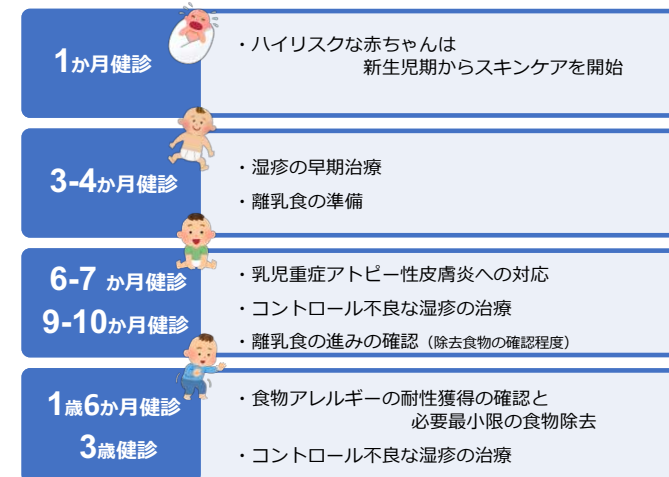 1か月健診
・ハイリスクな赤ちゃんは
新生児期からスキンケアを開始
3-4か月健診
・湿疹の早期治療
・離乳食の準備
6-7 か月健診
9-10か月健診
・乳児重症アトピー性皮膚炎への対応
・コントロール不良な湿疹の治療
・離乳食の進みの確認（除去食物の確認程度）
1歳6か月健診
3歳健診
・食物アレルギーの耐性獲得の確認と
必要最小限の食物除去
・コントロール不良な湿疹の治療